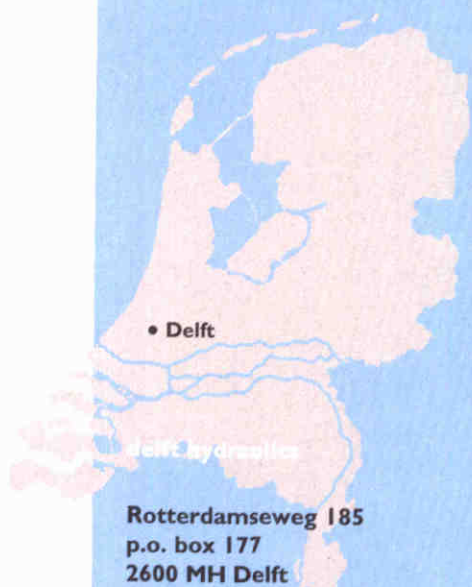 • Delft
delft hydraulics
Rotterdamseweg 185
p.o. box 177
2600 MH Delft